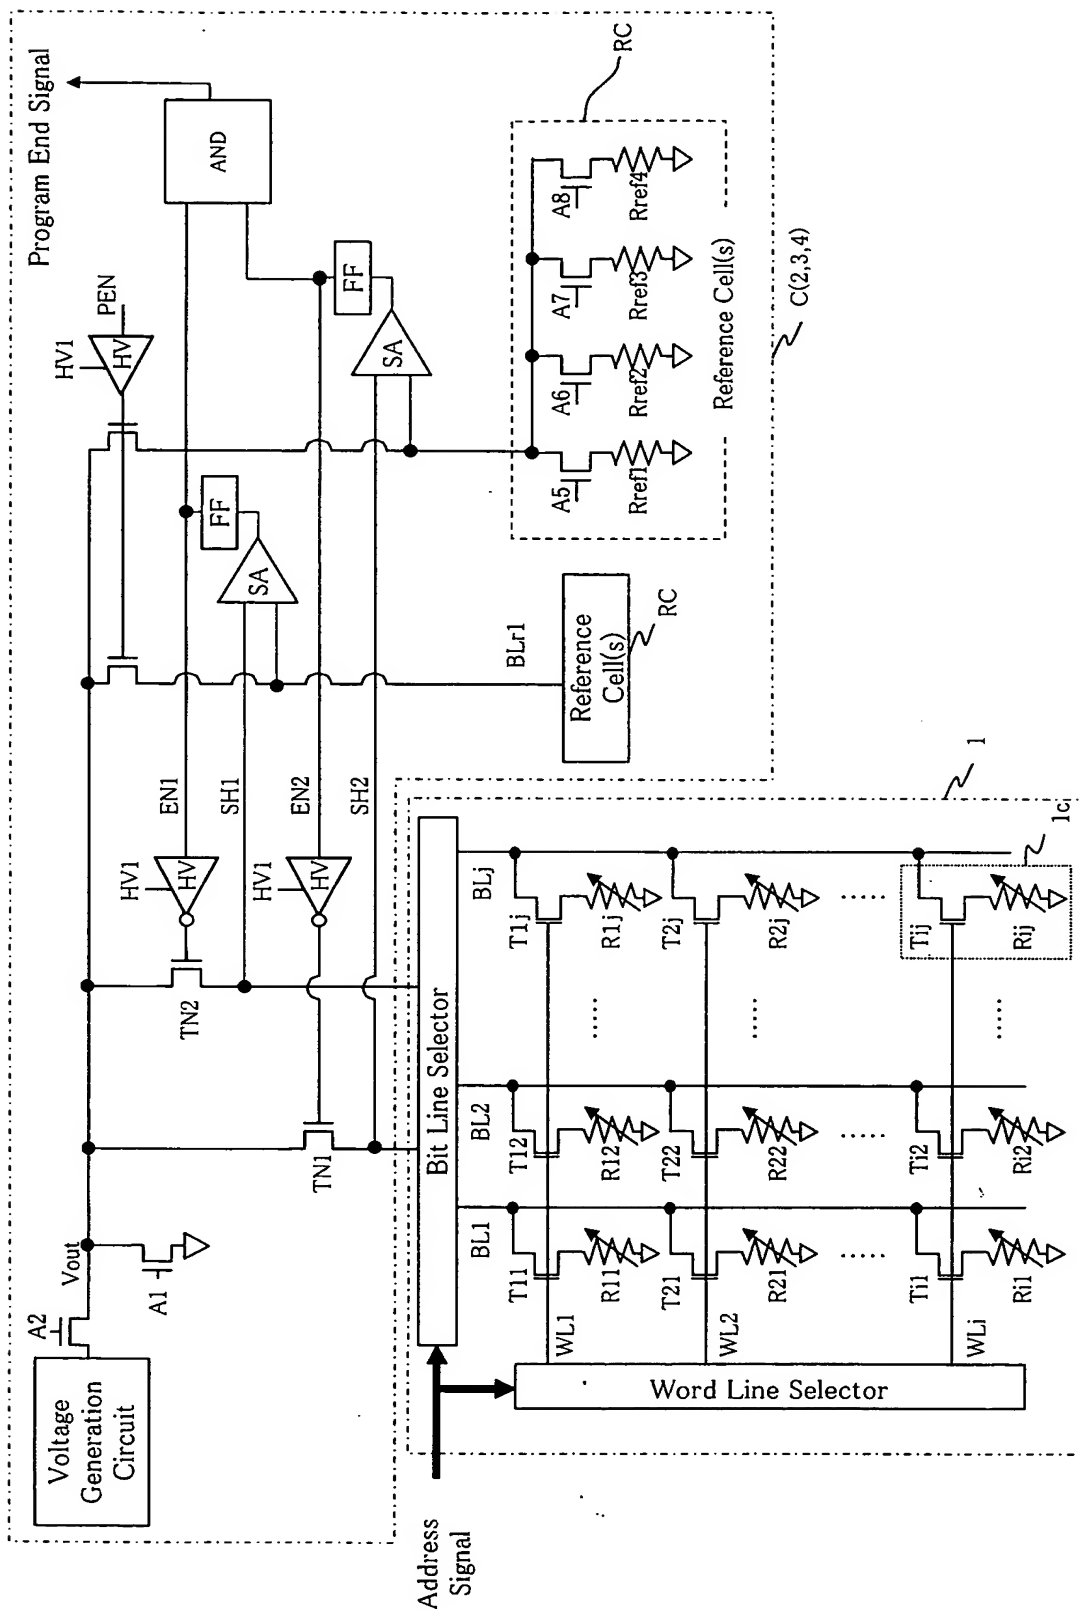 Program End Signal
AND
HV1
HV
PEN
FF
SA
FF
SA
RC
A5
A6
A7
A8
Rref1
Rref2
Rref3
Rref4
Reference Cell(s)
C(2,3,4)
BLr1
Reference
Cell(s)
RC
EN1
SH1
EN2
SH2
HV1
HV
HV1
HV
TN2
TN1
Vout
A2
A1
Voltage
Generation
Circuit
Bit Line Selector
Address
Signal
Word Line Selector
1
1c
BL1
BL2
BLj
WL1
WL2
WLi
T11
T12
T1j
R11
R12
R1j
.....
T21
T22
T2j
R21
R22
R2j
.....
.....
.....
.....
Ti1
Ti2
Tij
Ri1
Ri2
Rij
.....